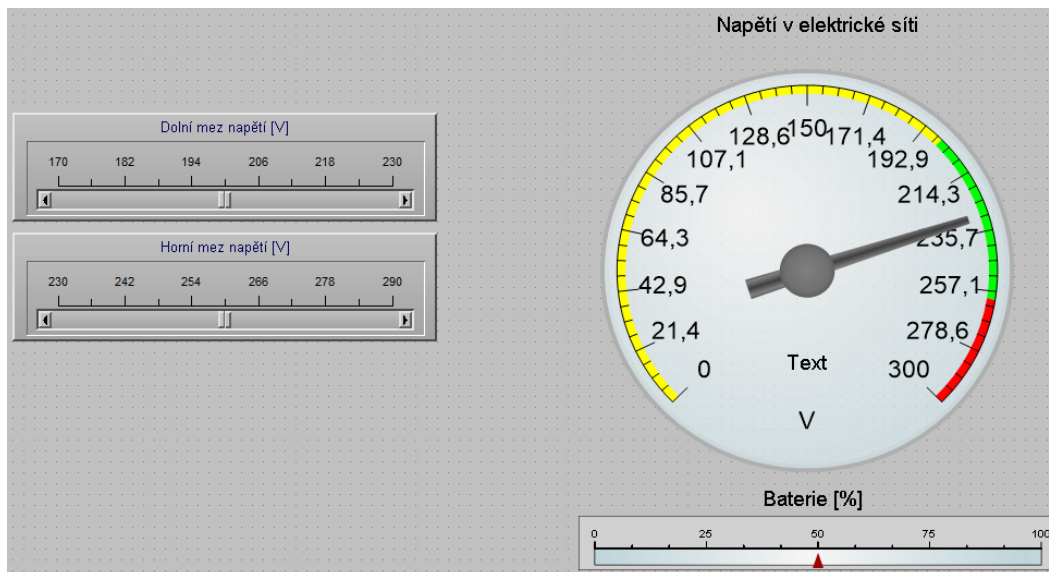 Napětí v elektrické síti
Dolní mez napětí [V]
170 182 194 206 218 230
Horní mez napětí [V]
230 242 254 266 278 290
0
21,4
42,9
64,3
85,7
107,1
128,6
150
171,4
192,9
214,3
235,7
257,1
278,6
300
Text
V
Baterie [%]
0 25 50 75 100